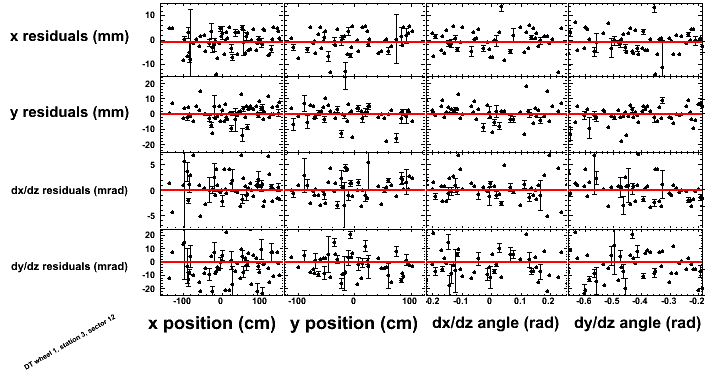 x residuals (mm)
10
0
-10
y residuals (mm)
20
10
0
-10
-20
dx/dz residuals (mrad)
5
0
-5
dy/dz residuals (mrad)
20
10
0
-10
-20
-100 0 100 -100 0 100 -0.2 -0.1 0 0.1 0.2 -0.6 -0.5 -0.4 -0.3 -0.2
x position (cm) y position (cm) dx/dz angle (rad) dy/dz angle (rad)
DT wheel 1, station 3, sector 12